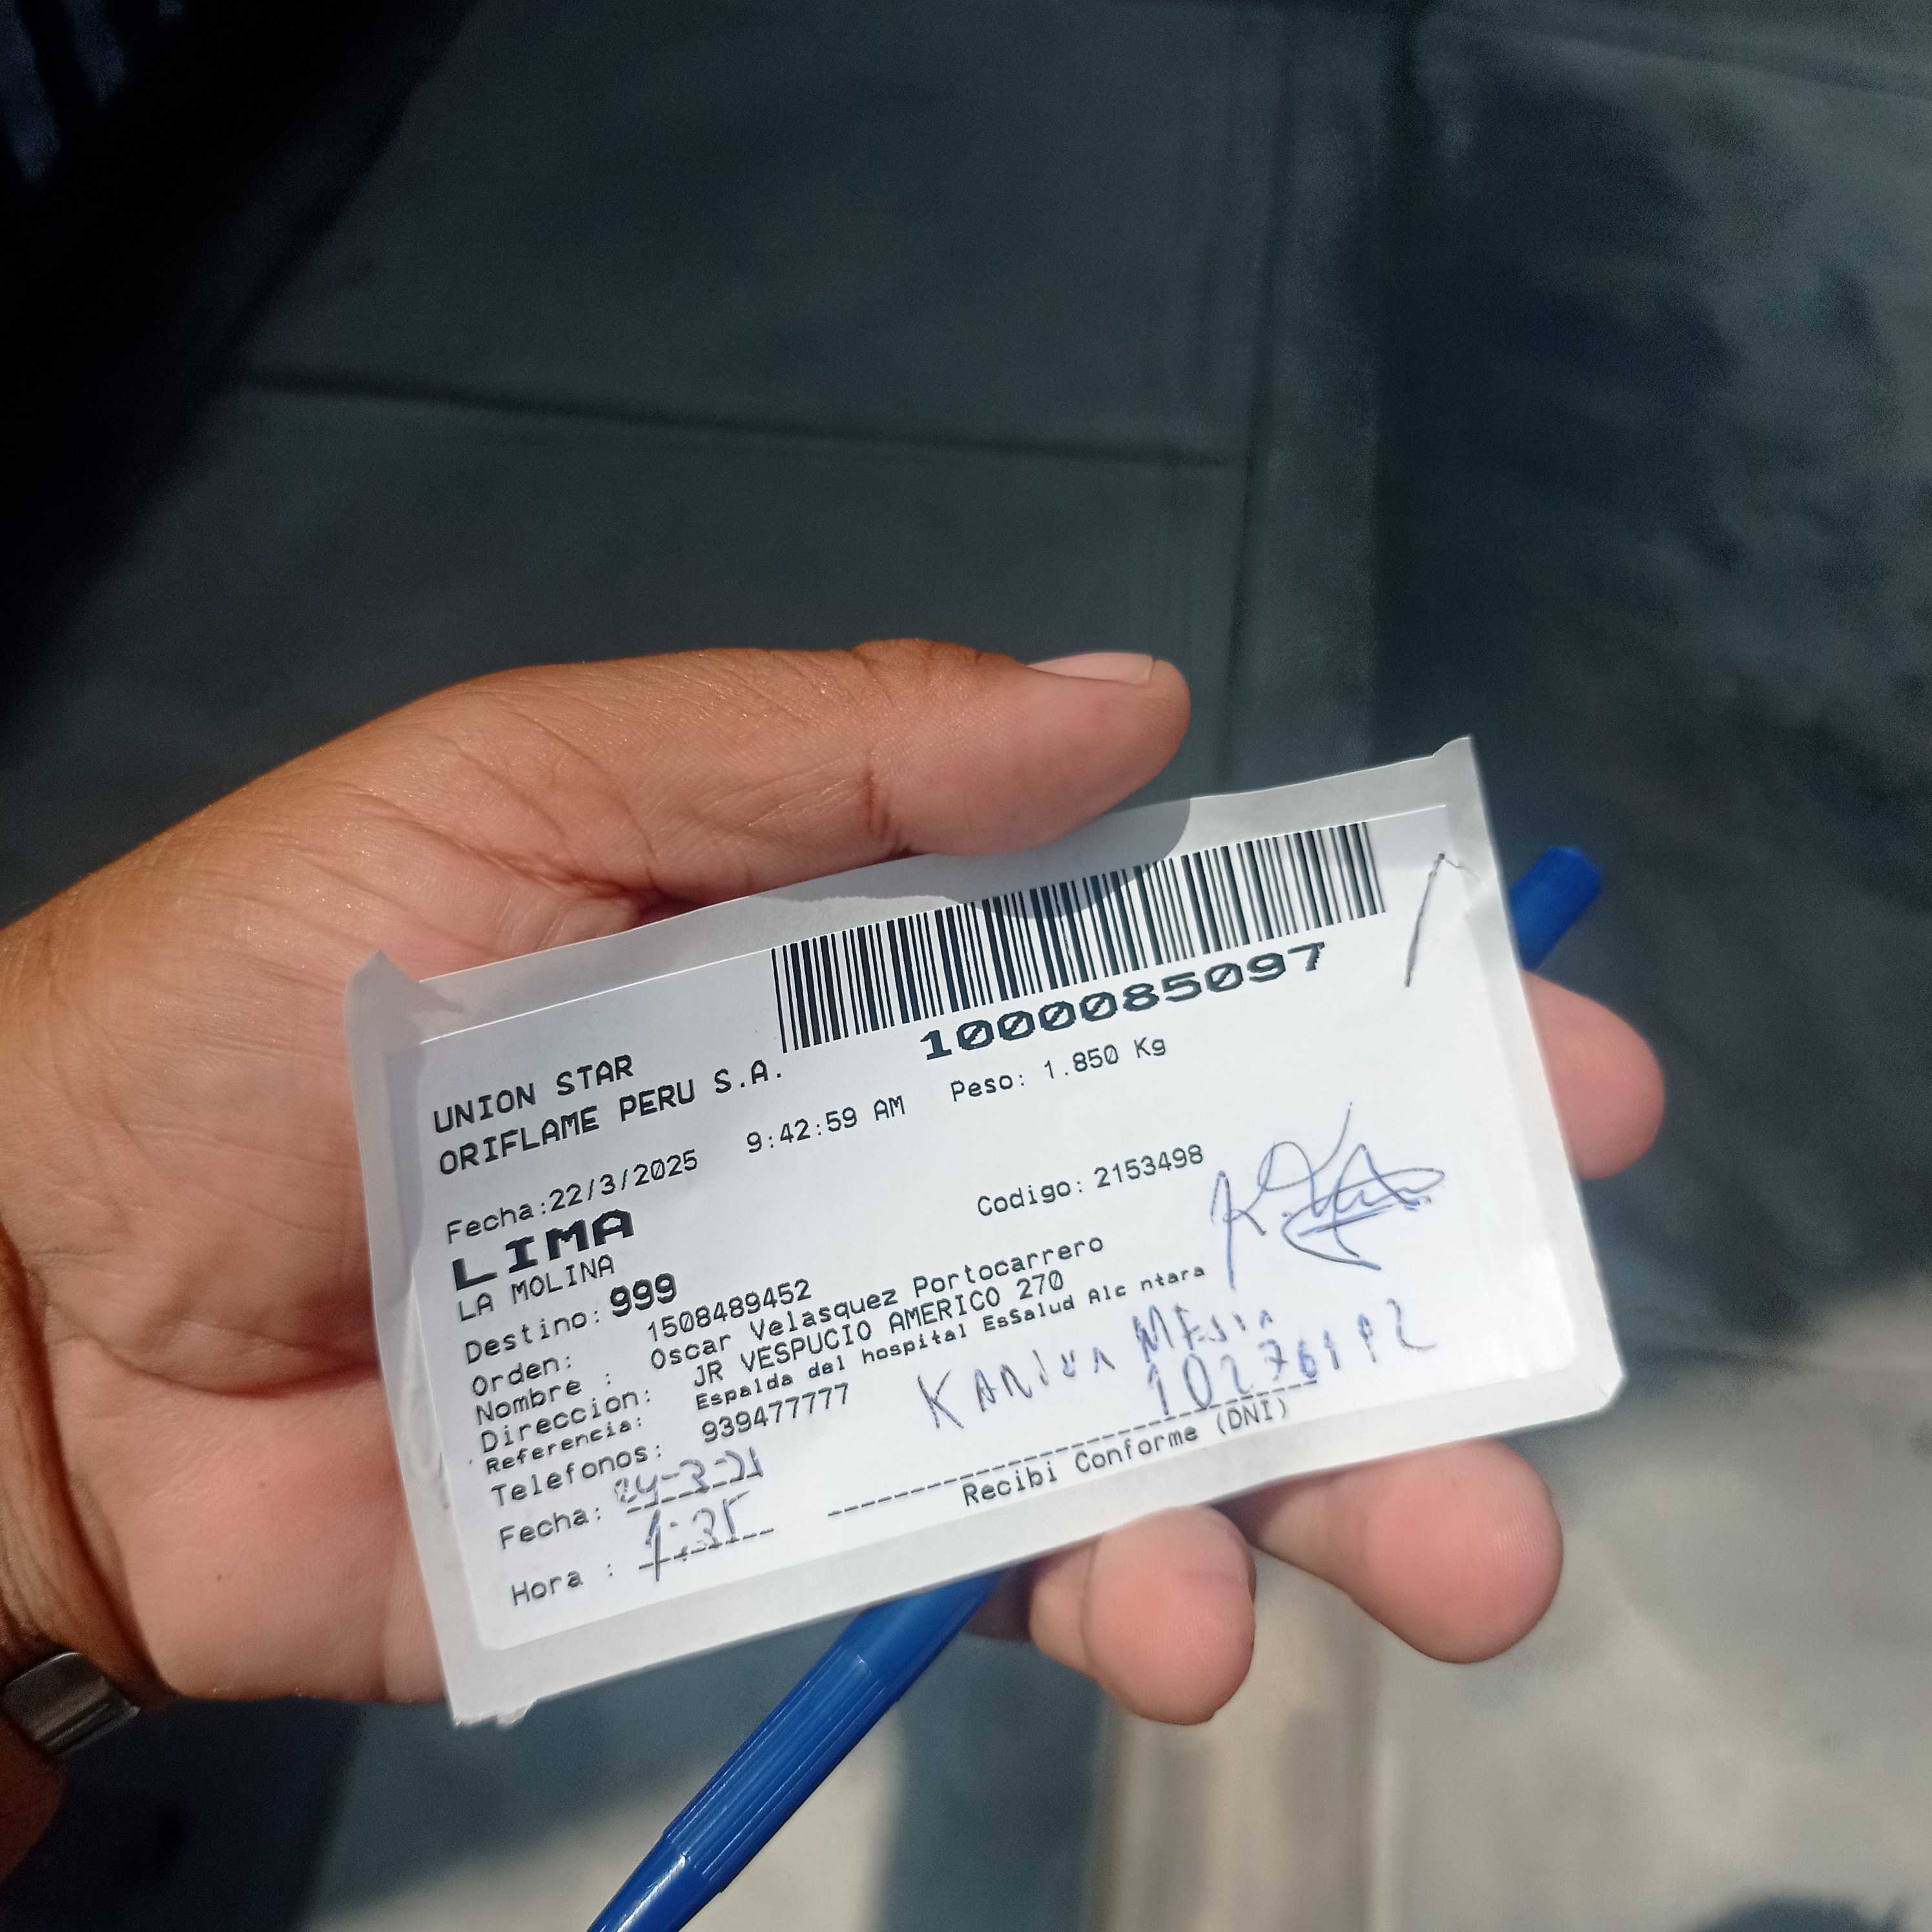 1000085097
UNION STAR
ORIFLAME PERU S.A.
Fecha:22/3/2025 9:42:59 AM Peso: 1.850 Kg
LIMA
LA MOLINA Codigo: 2153498
Destino: 999
Orden: 1508489452
Nombre : Oscar Velasquez Portocarrero
Direccion: JR VESPUCIO AMERICO 270
Referencia: Espalda del hospital EsSalud Alc ntara
Telefonos: 939477777
Fecha:
Hora :
Recibi Conforme (DNI)